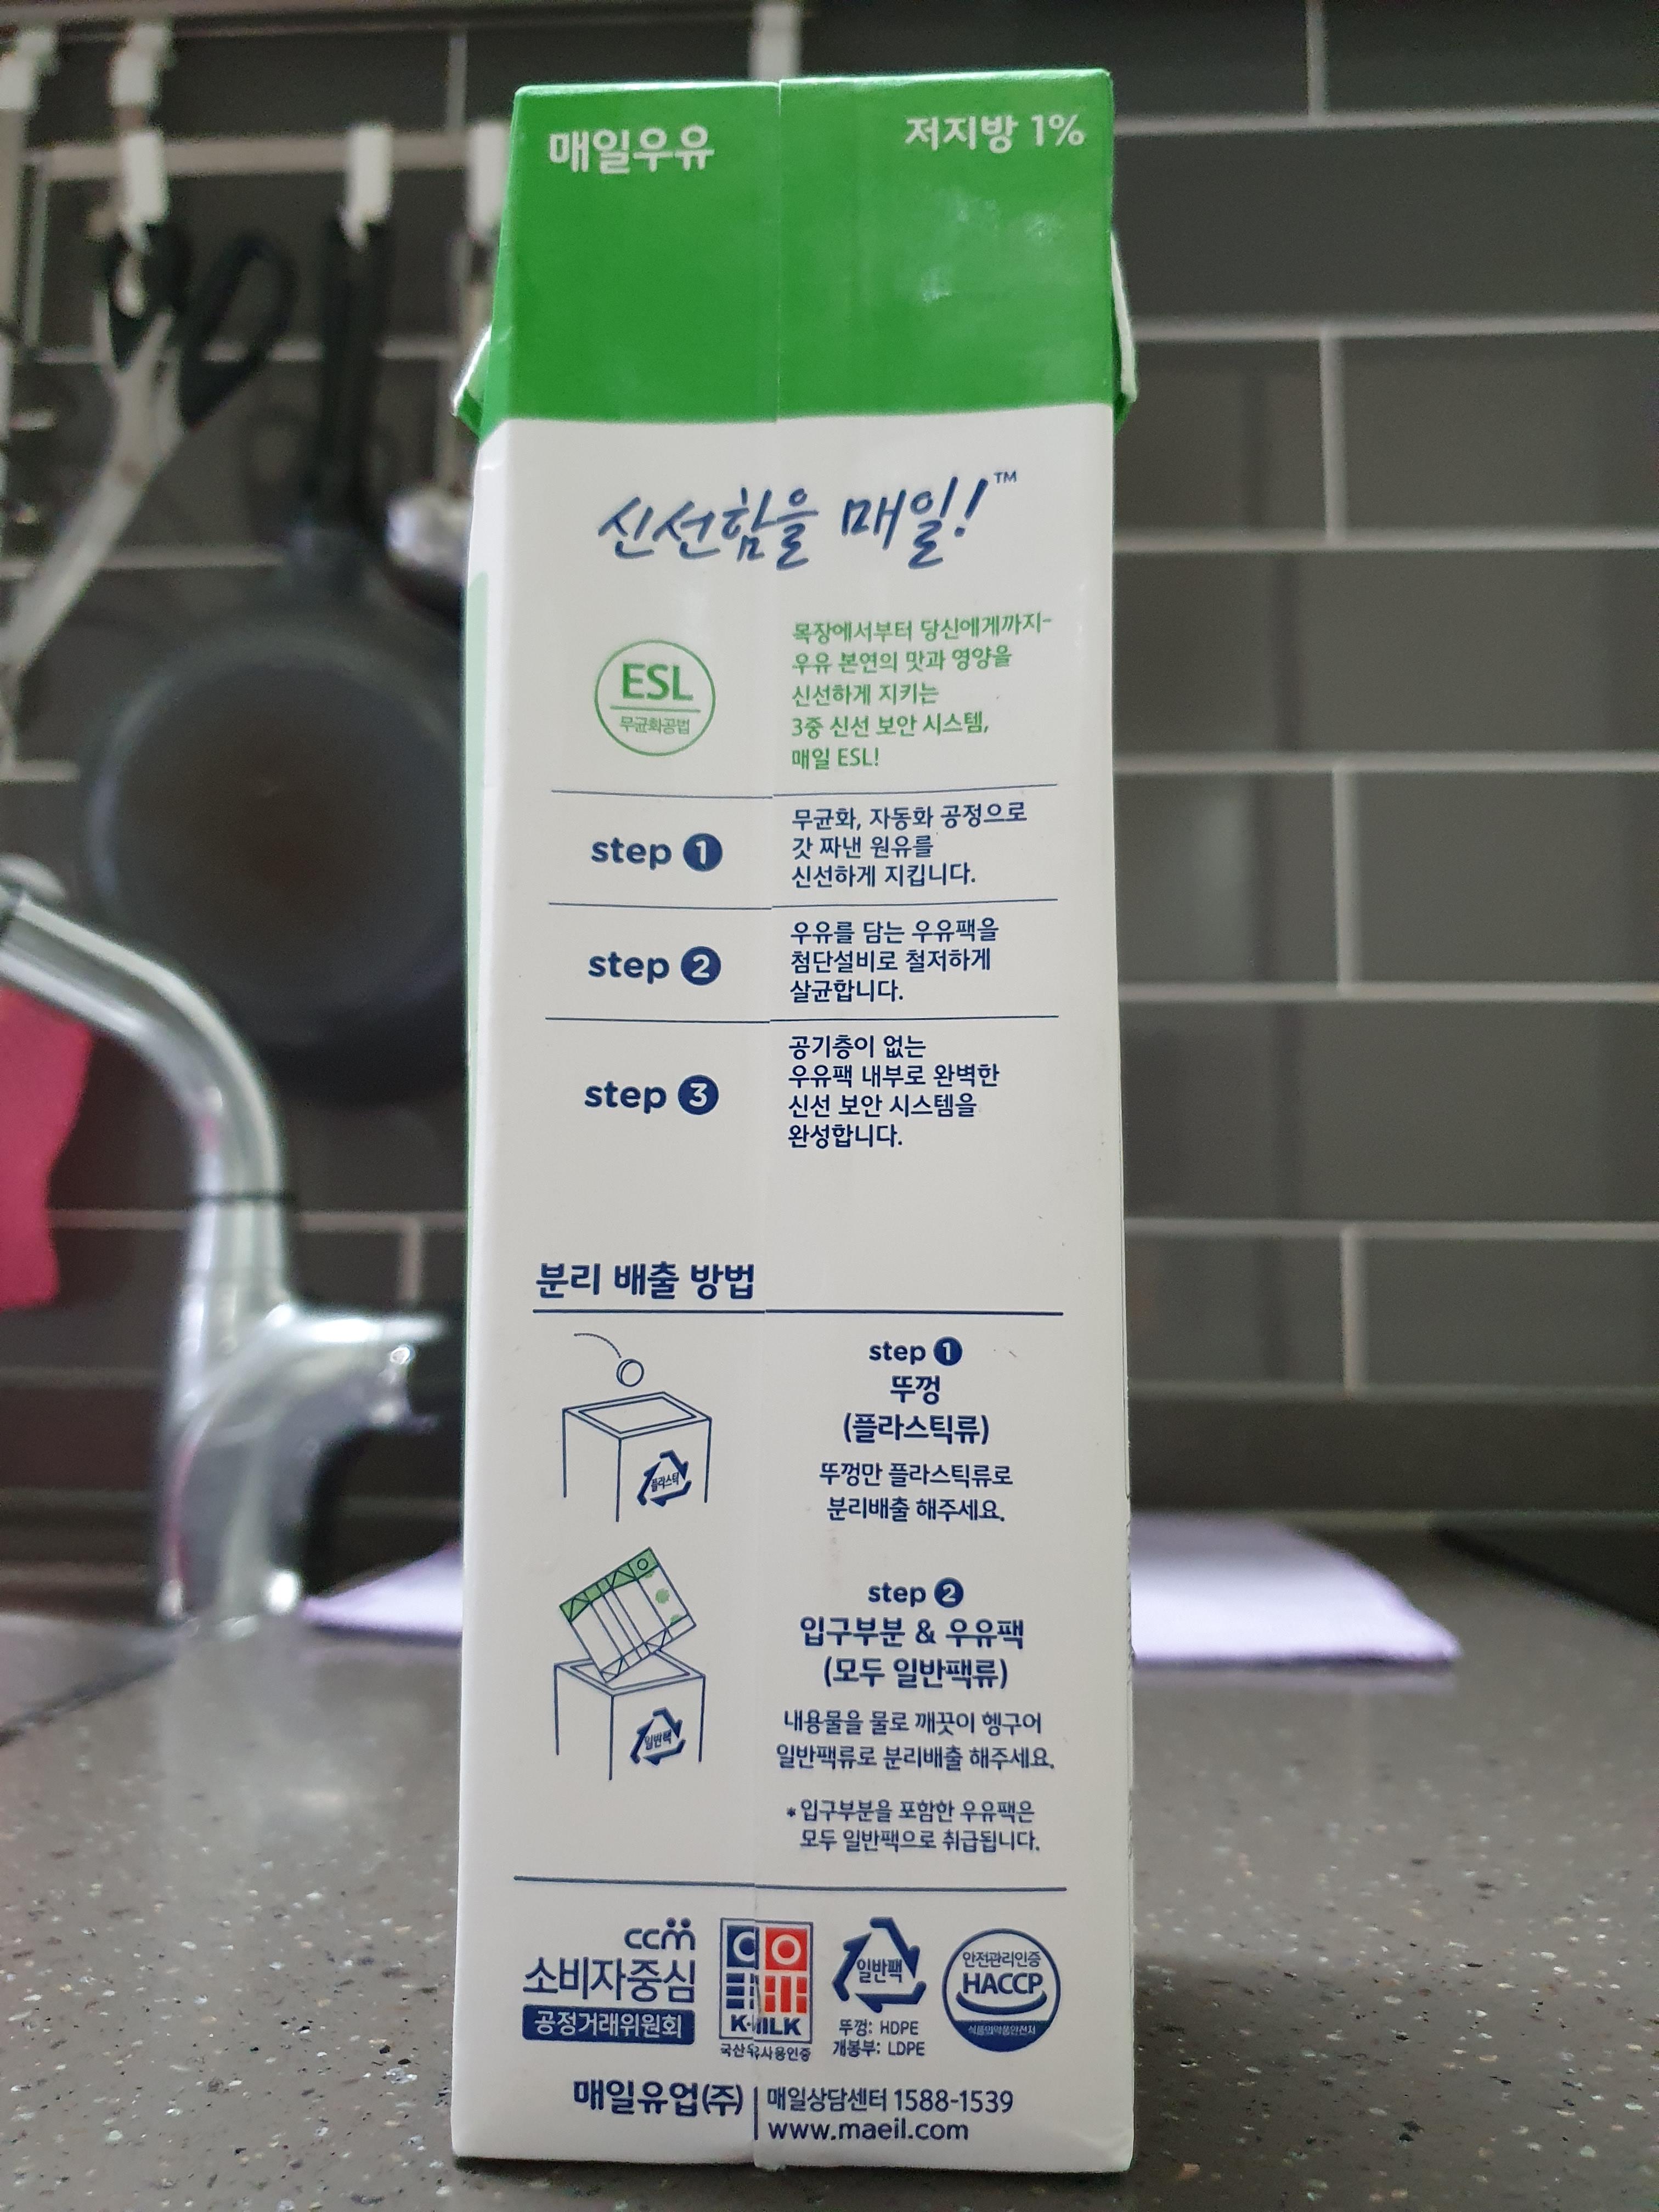 매일우유
저지방 1%
신선함을 매일!™
ESL
무균화공법
목장에서부터 당신에게까지-
우유 본연의 맛과 영양을
신선하게 지키는
3중 신선 보안 시스템,
매일 ESL!
step 1
무균화, 자동화 공정으로
갓 짜낸 원유를
신선하게 지킵니다.
step 2
우유를 담는 우유팩을
첨단설비로 철저하게
살균합니다.
step 3
공기층이 없는
우유팩 내부로 완벽한
신선 보안 시스템을
완성합니다.
분리 배출 방법
플라스틱
step 1
뚜껑
(플라스틱류)
뚜껑만 플라스틱류로
분리배출 해주세요.
일반팩
step 2
입구부분 & 우유팩
(모두 일반팩류)
내용물을 물로 깨끗이 헹구어
일반팩류로 분리배출 해주세요.
* 입구부분을 포함한 우유팩은
모두 일반팩으로 취급됩니다.
ccm
소비자중심
공정거래위원회
K·MILK
국산우유사용인증
일반팩
뚜껑: HDPE
개봉부: LDPE
안전관리인증
HACCP
식품의약품안전처
매일유업(주)
매일상담센터 1588-1539
www.maeil.com